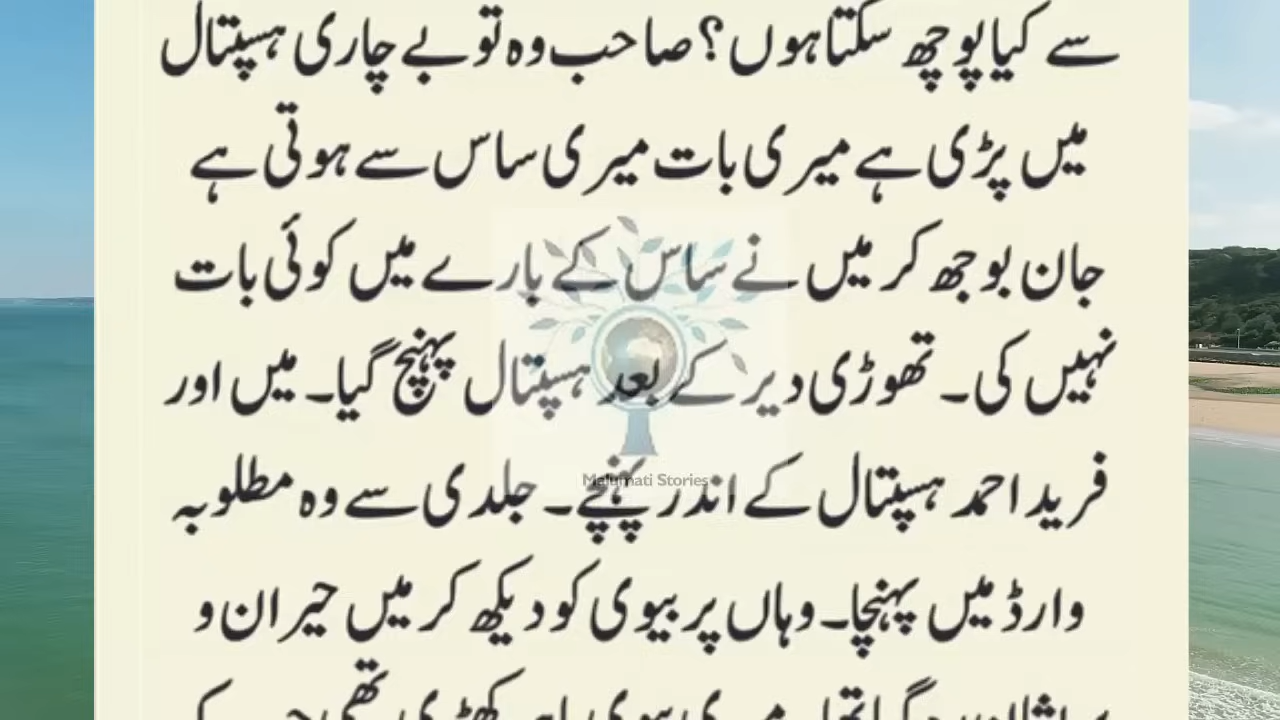 سے کیا پوچھ سکتا ہوں؟ صاحب وہ تو بے چاری ہسپتال
میں پڑی ہے میری بات میری ساس سے ہوتی ہے
جان بوجھ کر میں نے ساس کے بارے میں کوئی بات
نہیں کی۔ تھوڑی دیر کے بعد ہسپتال پہنچ گیا۔ میں اور
فرید احمد ہسپتال کے اندر پہنچے۔ جلدی سے وہ مطلوبہ
Malumati Stories
وارڈ میں پہنچا۔ وہاں پر بیوی کو دیکھ کر میں حیران و